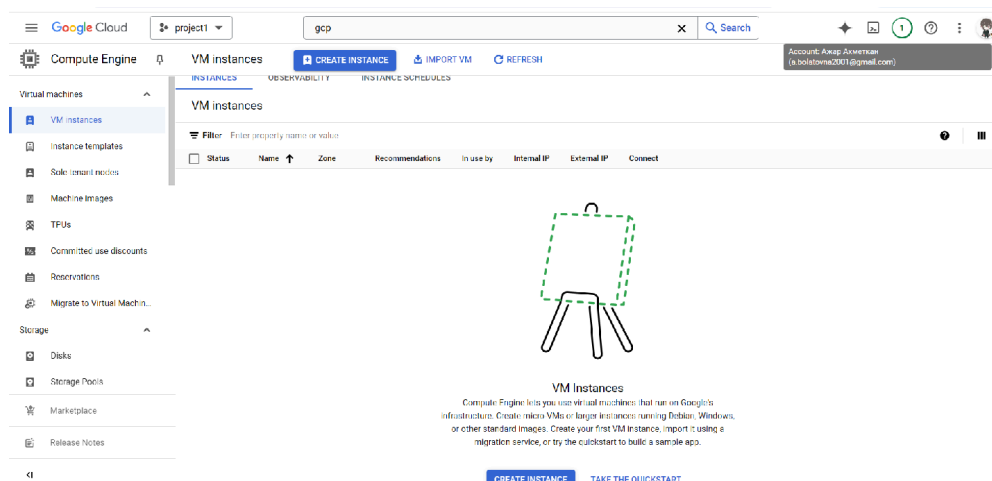 Google Cloud
project1
gcp
Search
1
Account: Ажар Ахметкан
(a.bolatovna2001@gmail.com)
Compute Engine
VM instances
CREATE INSTANCE
IMPORT VM
REFRESH
INSTANCES
OBSERVABILITY
INSTANCE SCHEDULES
Virtual machines
VM instances
Instance templates
Sole-tenant nodes
Machine images
TPUs
Committed use discounts
Reservations
Migrate to Virtual Machin...
Storage
Disks
Storage Pools
Marketplace
Release Notes
VM instances
Filter Enter property name or value
Status Name Zone Recommendations In use by Internal IP External IP Connect
VM Instances
Compute Engine lets you use virtual machines that run on Google's
infrastructure. Create micro VMs or larger instances running Debian, Windows,
or other standard images. Create your first VM instance, import it using a
migration service, or try the quickstart to build a sample app.
CREATE INSTANCE
TAKE THE QUICKSTART